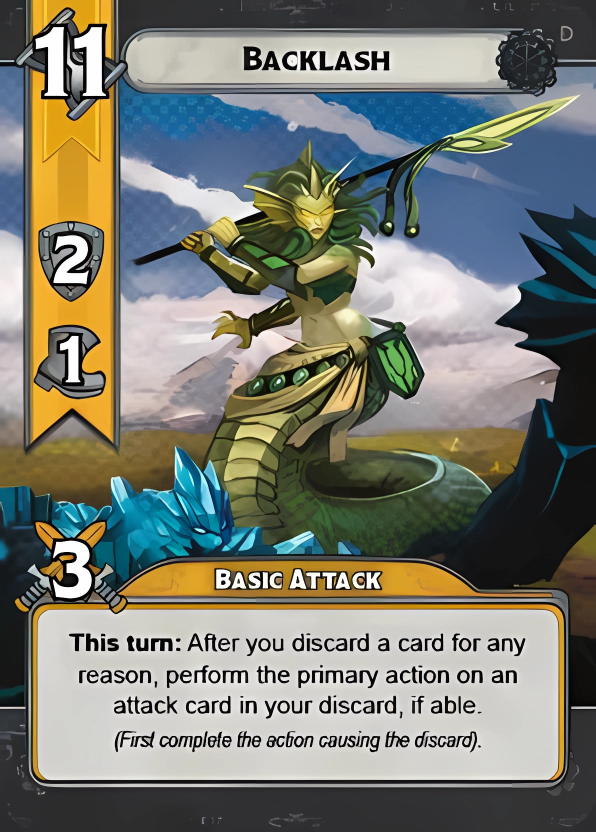 11
BACKLASH
D
2
1
3
BASIC ATTACK
This turn: After you discard a card for any
reason, perform the primary action on an
attack card in your discard, if able.
(First complete the action causing the discard).